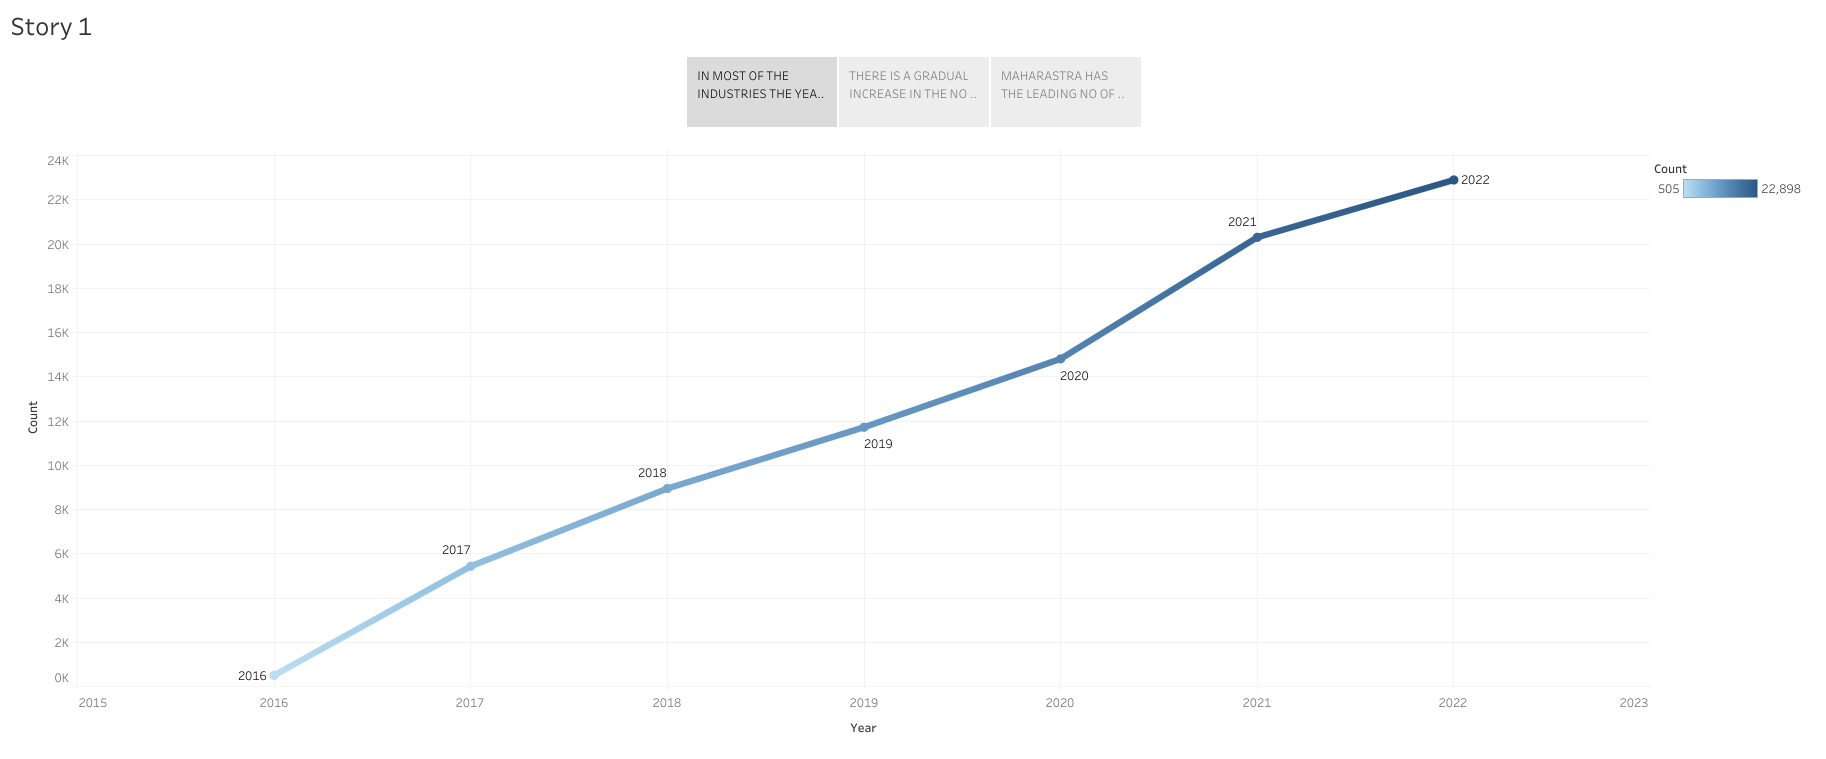 Story 1
IN MOST OF THE
INDUSTRIES THE YEA..
THERE IS A GRADUAL
INCREASE IN THE NO ..
MAHARASTRA HAS
THE LEADING NO OF ..
24K
22K
20K
18K
16K
14K
12K
10K
8K
6K
4K
2K
0K
Count
2016
2017
2018
2019
2020
2021
2022
2015
2016
2017
2018
2019
2020
2021
2022
2023
Year
Count
505
22,898